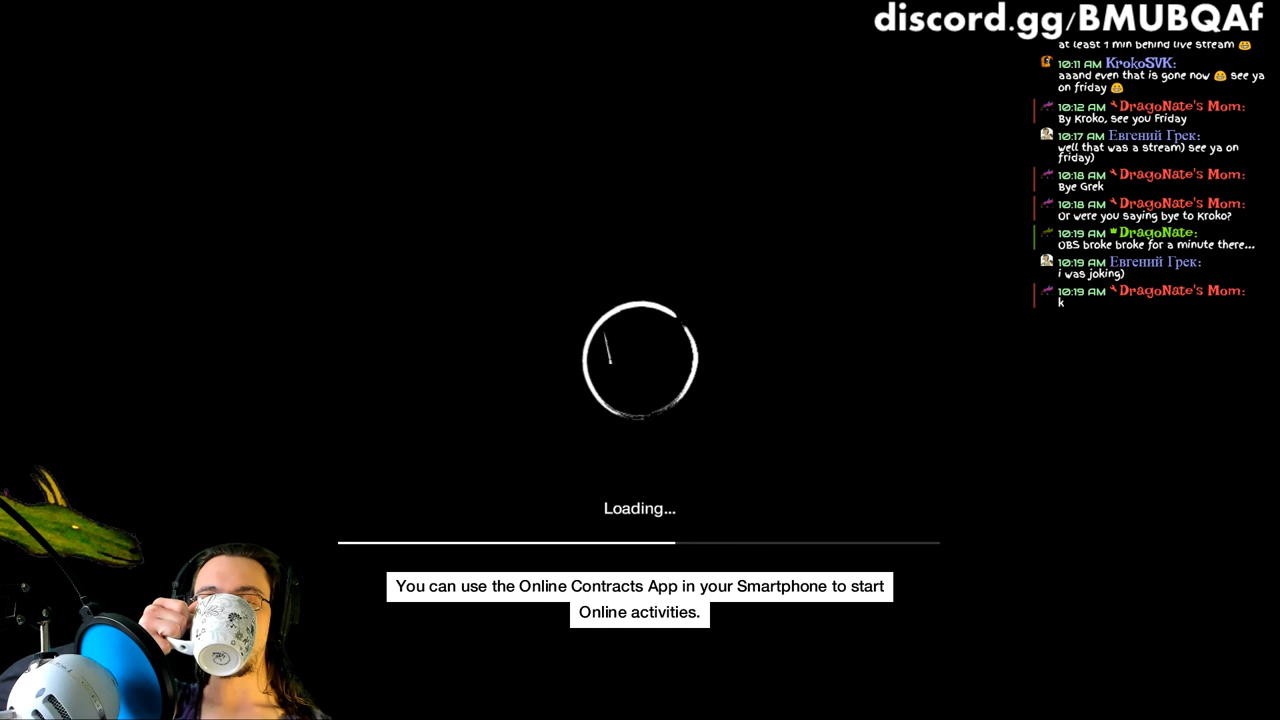 discord.gg/BMUBQAf
at least 1 min behind live stream 😄
10:11 AM KrokoSVK:
aaand even that is gone now 😄 see ya
on friday 😄
10:12 AM DragoNate's Mom:
By Kroko, see you Friday
10:17 AM Евгений Грек:
well that was a stream) see ya on
friday)
10:18 AM DragoNate's Mom:
Bye Grek
10:18 AM DragoNate's Mom:
Or were you saying bye to Kroko?
10:19 AM DragoNate:
OBS broke broke for a minute there...
10:19 AM Евгений Грек:
i was joking)
10:19 AM DragoNate's Mom:
k
Loading...
You can use the Online Contracts App in your Smartphone to start
Online activities.